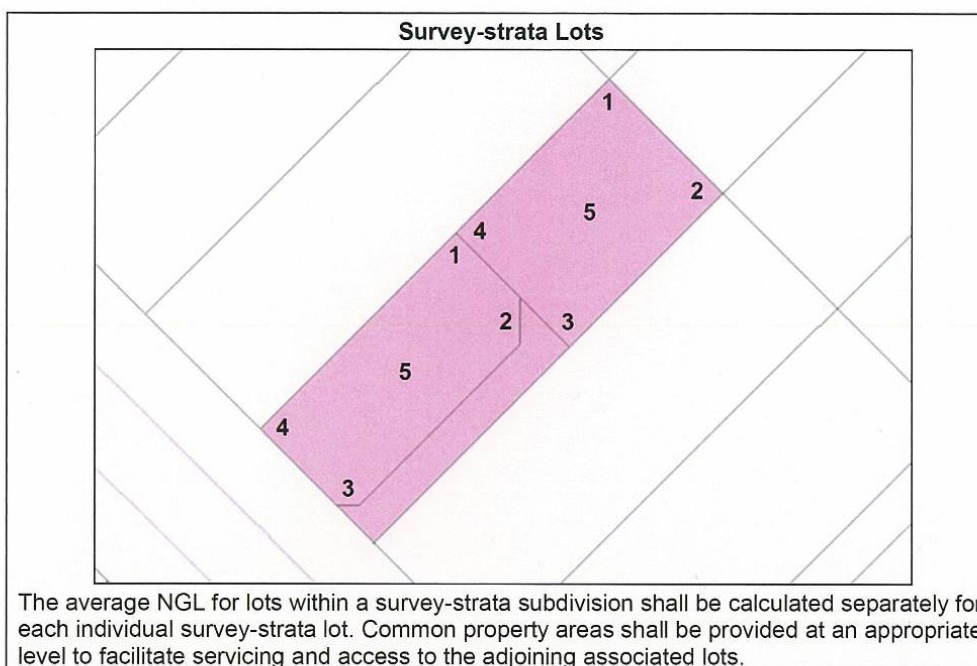 Survey-strata Lots
1
2
5
4
1
3
2
5
4
3
The average NGL for lots within a survey-strata subdivision shall be calculated separately for
each individual survey-strata lot. Common property areas shall be provided at an appropriate
level to facilitate servicing and access to the adjoining associated lots.